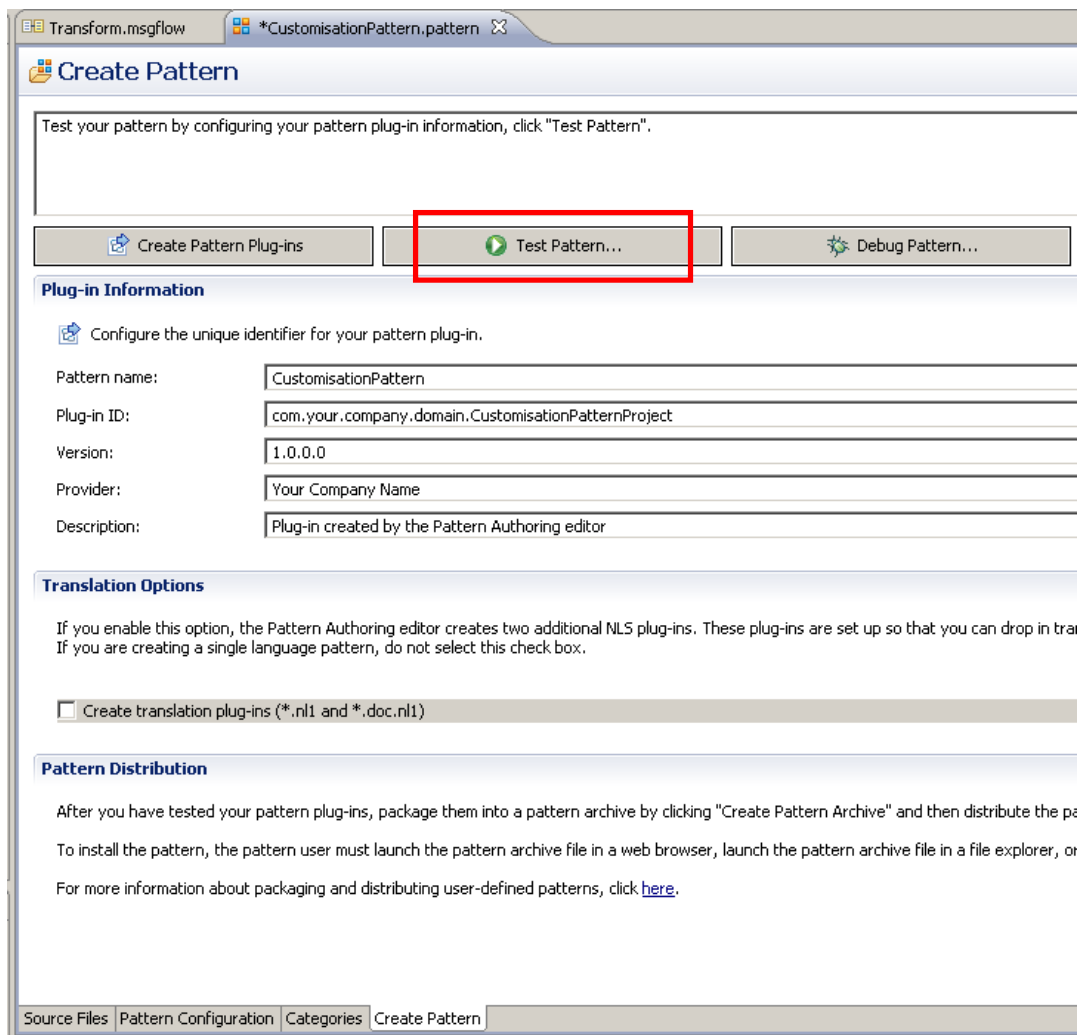 Transform.msgflow
*CustomisationPattern.pattern
Create Pattern
Test your pattern by configuring your pattern plug-in information, click "Test Pattern".
Create Pattern Plug-ins
Test Pattern...
Debug Pattern...
Plug-in Information
Configure the unique identifier for your pattern plug-in.
Pattern name:
CustomisationPattern
Plug-in ID:
com.your.company.domain.CustomisationPatternProject
Version:
1.0.0.0
Provider:
Your Company Name
Description:
Plug-in created by the Pattern Authoring editor
Translation Options
If you enable this option, the Pattern Authoring editor creates two additional NLS plug-ins. These plug-ins are set up so that you can drop in tra
If you are creating a single language pattern, do not select this check box.
Create translation plug-ins (*.nl1 and *.doc.nl1)
Pattern Distribution
After you have tested your pattern plug-ins, package them into a pattern archive by clicking "Create Pattern Archive" and then distribute the pa
To install the pattern, the pattern user must launch the pattern archive file in a web browser, launch the pattern archive file in a file explorer, or
For more information about packaging and distributing user-defined patterns, click here.
Source Files
Pattern Configuration
Categories
Create Pattern